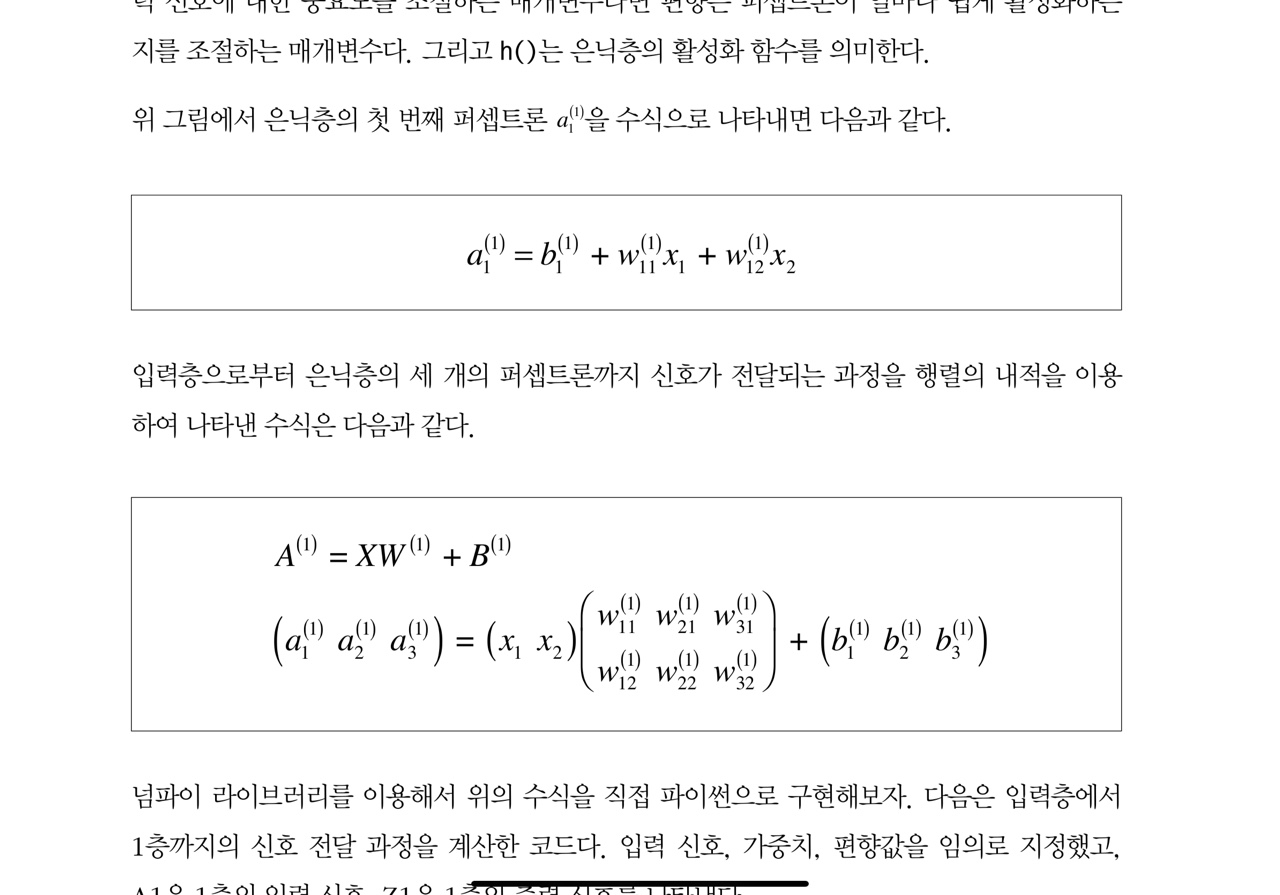 지를 조절하는 매개변수다. 그리고 h()는 은닉층의 활성화 함수를 의미한다.
위 그림에서 은닉층의 첫 번째 퍼셉트론 a₁⁽¹⁾을 수식으로 나타내면 다음과 같다.
a₁⁽¹⁾ = b₁⁽¹⁾ + w₁₁⁽¹⁾x₁ + w₁₂⁽¹⁾x₂
입력층으로부터 은닉층의 세 개의 퍼셉트론까지 신호가 전달되는 과정을 행렬의 내적을 이용
하여 나타낸 수식은 다음과 같다.
A⁽¹⁾ = XW⁽¹⁾ + B⁽¹⁾
(a₁⁽¹⁾ a₂⁽¹⁾ a₃⁽¹⁾) = (x₁ x₂)(w₁₁⁽¹⁾ w₂₁⁽¹⁾ w₃₁⁽¹⁾
w₁₂⁽¹⁾ w₂₂⁽¹⁾ w₃₂⁽¹⁾) + (b₁⁽¹⁾ b₂⁽¹⁾ b₃⁽¹⁾)
넘파이 라이브러리를 이용해서 위의 수식을 직접 파이썬으로 구현해보자. 다음은 입력층에서
1층까지의 신호 전달 과정을 계산한 코드다. 입력 신호, 가중치, 편향값을 임의로 지정했고,